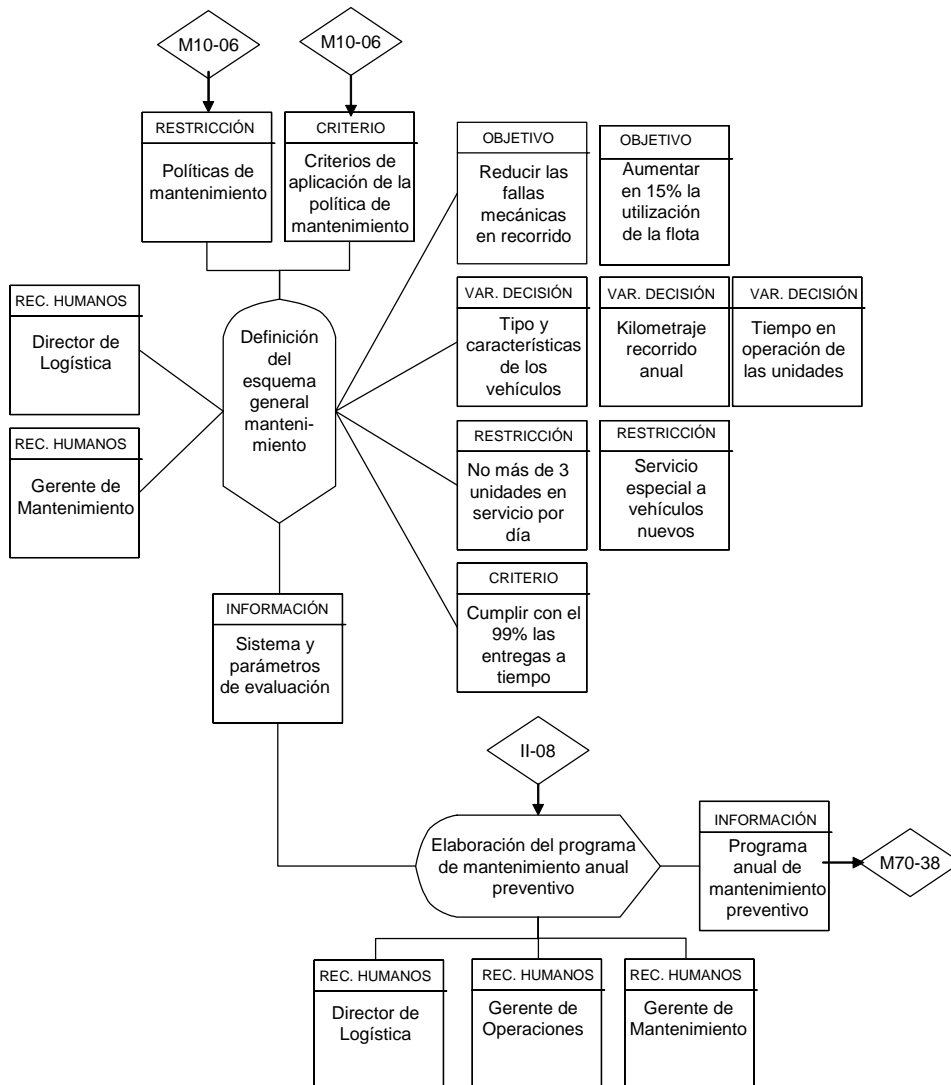 M10-06
M10-06
RESTRICCIÓN
Políticas de
mantenimiento
CRITERIO
Criterios de
aplicación de la
política de
mantenimiento
OBJETIVO
Reducir las
fallas
mecánicas
en recorrido
OBJETIVO
Aumentar
en 15% la
utilización
de la flota
REC. HUMANOS
Director de
Logística
REC. HUMANOS
Gerente de
Mantenimiento
Definición
del
esquema
general
manteni-
miento
VAR. DECISIÓN
Tipo y
características
de los
vehículos
VAR. DECISIÓN
Kilometraje
recorrido
anual
VAR. DECISIÓN
Tiempo en
operación de
las unidades
RESTRICCIÓN
No más de 3
unidades en
servicio por
día
RESTRICCIÓN
Servicio
especial a
vehículos
nuevos
CRITERIO
Cumplir con el
99% las
entregas a
tiempo
INFORMACIÓN
Sistema y
parámetros
de evaluación
II-08
Elaboración del programa
de mantenimiento anual
preventivo
INFORMACIÓN
Programa
anual de
mantenimiento
preventivo
M70-38
REC. HUMANOS
Director de
Logística
REC. HUMANOS
Gerente de
Operaciones
REC. HUMANOS
Gerente de
Mantenimiento